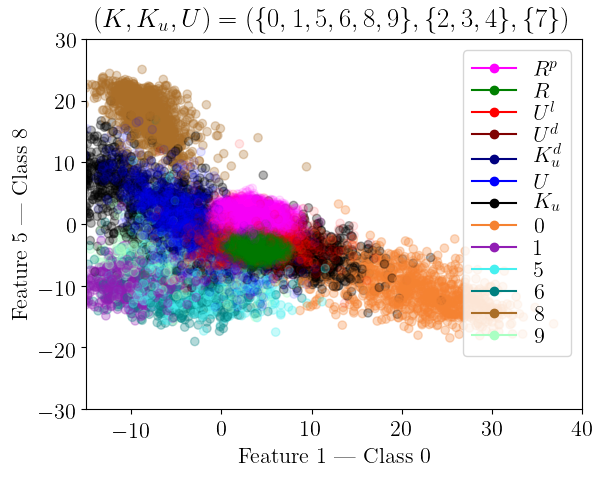 (K, K_u, U) = ({0, 1, 5, 6, 8, 9}, {2, 3, 4}, {7})
30
20
10
0
−10
−20
−30
Feature 5 — Class 8
R^p
R
U^l
U^d
K_u^d
U
K_u
0
1
5
6
8
9
−10 0 10 20 30 40
Feature 1 — Class 0